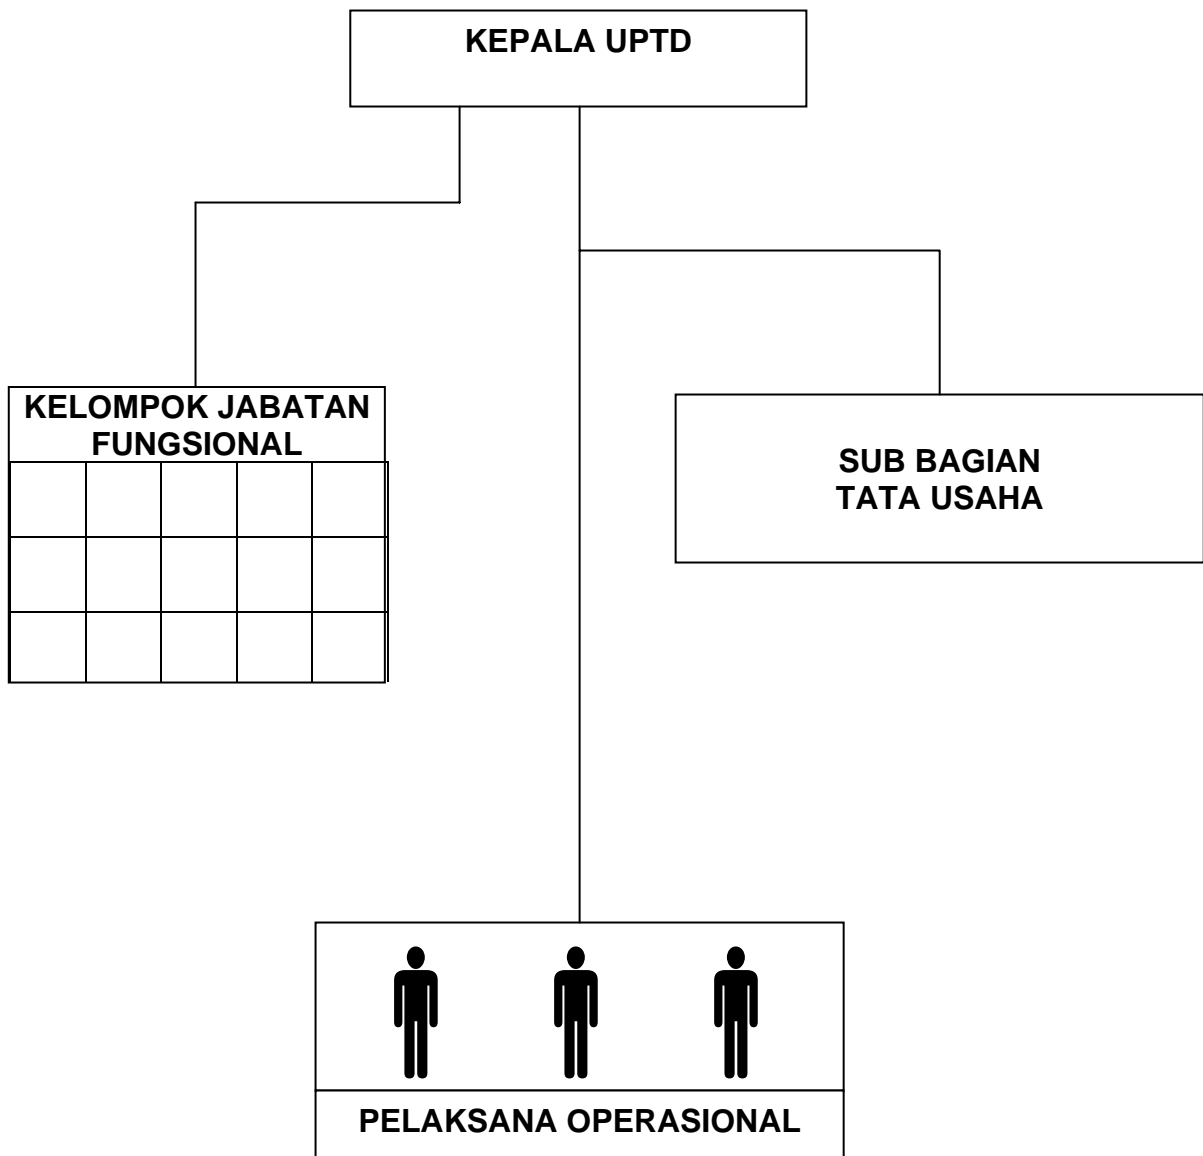 KEPALA UPTD
KELOMPOK JABATAN
FUNGSIONAL
SUB BAGIAN
TATA USAHA
PELAKSANA OPERASIONAL